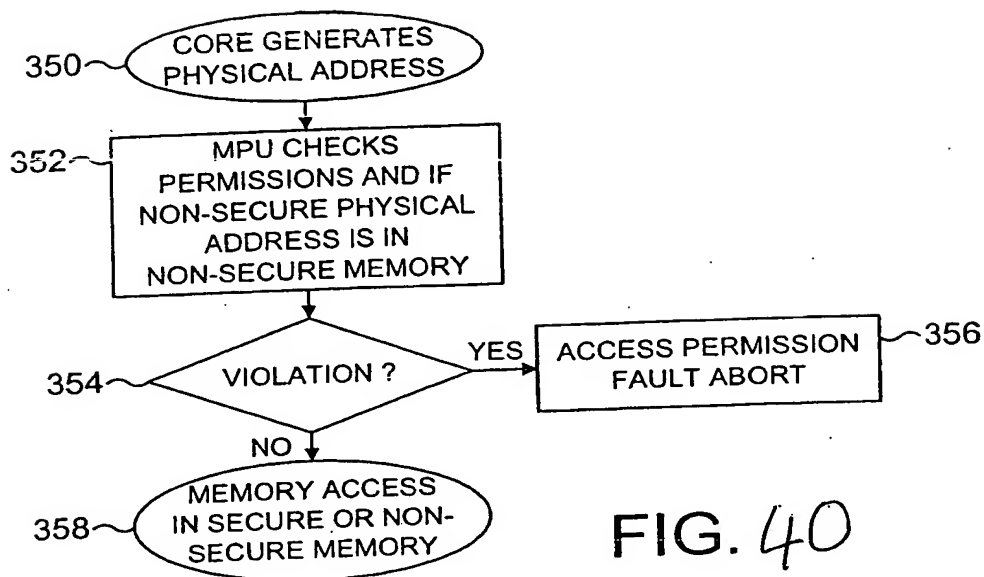 350
CORE GENERATES
PHYSICAL ADDRESS
352
MPU CHECKS
PERMISSIONS AND IF
NON-SECURE PHYSICAL
ADDRESS IS IN
NON-SECURE MEMORY
354
VIOLATION ?
YES
ACCESS PERMISSION
FAULT ABORT
356
NO
358
MEMORY ACCESS
IN SECURE OR NON-
SECURE MEMORY
FIG. 40